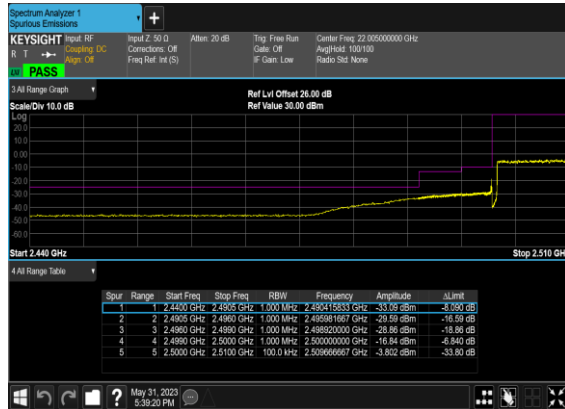 Spectrum Analyzer 1
Spurious Emissions
+
KEYSIGHT Input: RF Input Z: 50 Ω Atten: 20 dB Trig: Free Run Center Freq: 22.005000000 GHz
R T Coupling: DC Corrections: Off Gate: Off Avg|Hold: 100/100
Align: Off Freq Ref: Int (S) IF Gain: Low Radio Std: None
PASS
3 All Range Graph
Ref Lvl Offset 26.00 dB
Scale/Div 10.0 dB Ref Value 30.00 dBm
Log
20.0
10.0
0.00
-10.0
-20.0
-30.0
-40.0
-50.0
-60.0
Start 2.440 GHz Stop 2.510 GH
4 All Range Table
Spur Range Start Freq Stop Freq RBW Frequency Amplitude ΔLimit
1 1 2.4400 GHz 2.4905 GHz 1.000 MHz 2.490415833 GHz -33.09 dBm -8.090 dB
2 2 2.4905 GHz 2.4960 GHz 1.000 MHz 2.495981667 GHz -29.59 dBm -16.59 dB
3 3 2.4960 GHz 2.4990 GHz 1.000 MHz 2.498920000 GHz -28.86 dBm -18.86 dB
4 4 2.4990 GHz 2.5000 GHz 1.000 MHz 2.500000000 GHz -16.84 dBm -6.840 dB
5 5 2.5000 GHz 2.5100 GHz 100.0 kHz 2.509666667 GHz -3.802 dBm -33.80 dB
?
May 31, 2023
5:39:20 PM